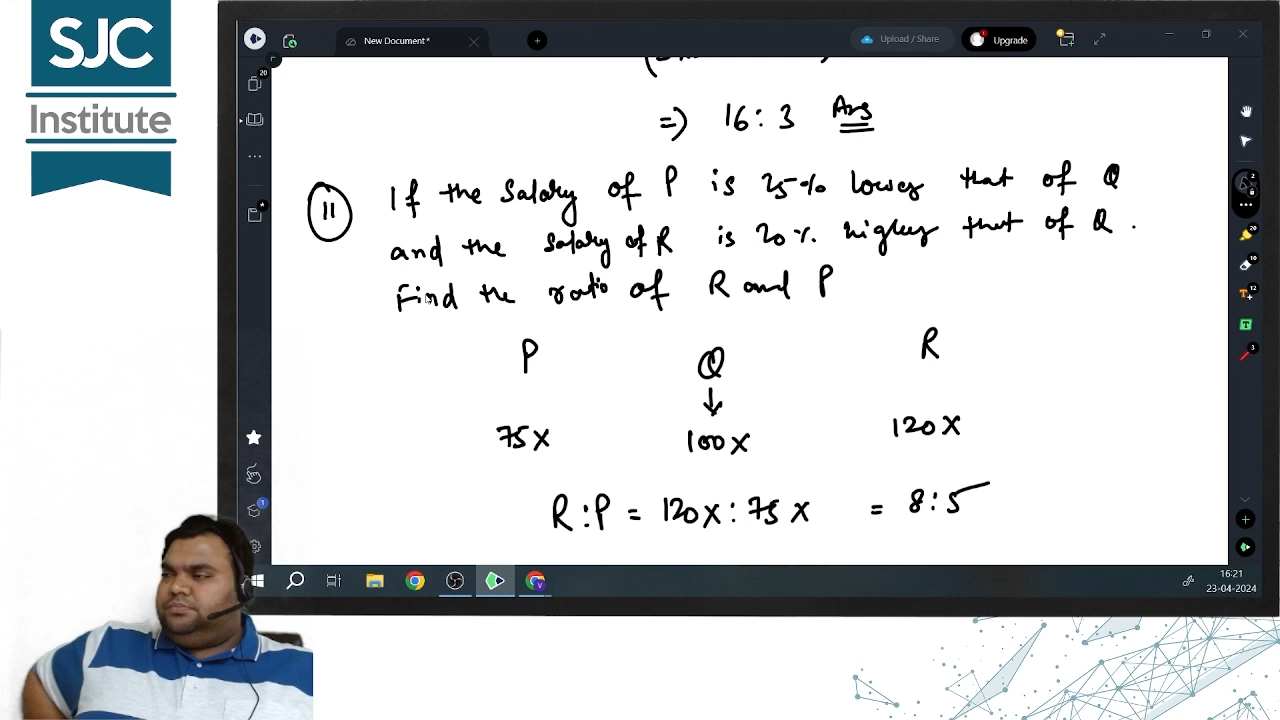 SJC
Institute
New Document*
Upload / Share
Upgrade
=) 16 : 3 Ans
11 If the Salary of P is 25% lower that of Q
and the salary of R is 20% higher that of Q .
Find the ratio of R and P
P Q R
75x 100x 120x
R:P = 120x : 75x = 8:5
16:21
23-04-2024